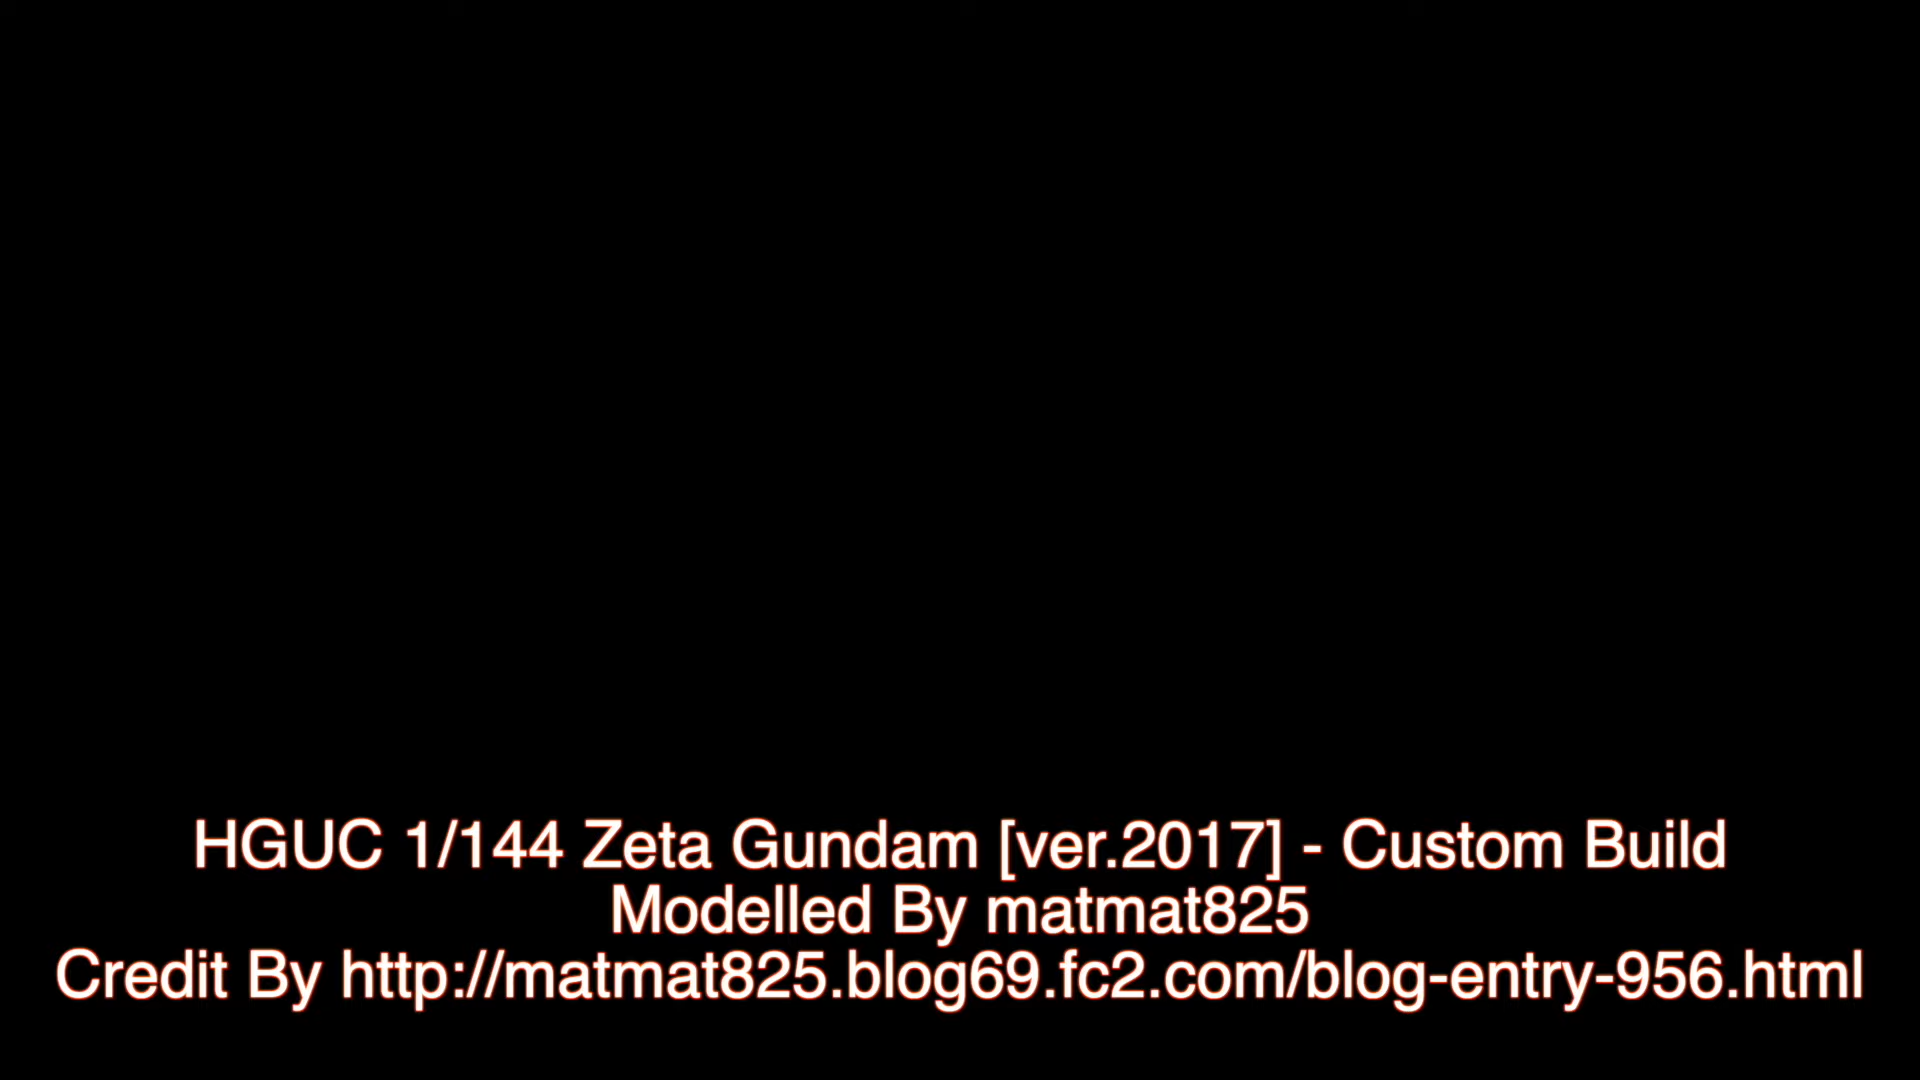 HGUC 1/144 Zeta Gundam [ver.2017] - Custom Build
Modelled By matmat825
Credit By http://matmat825.blog69.fc2.com/blog-entry-956.html